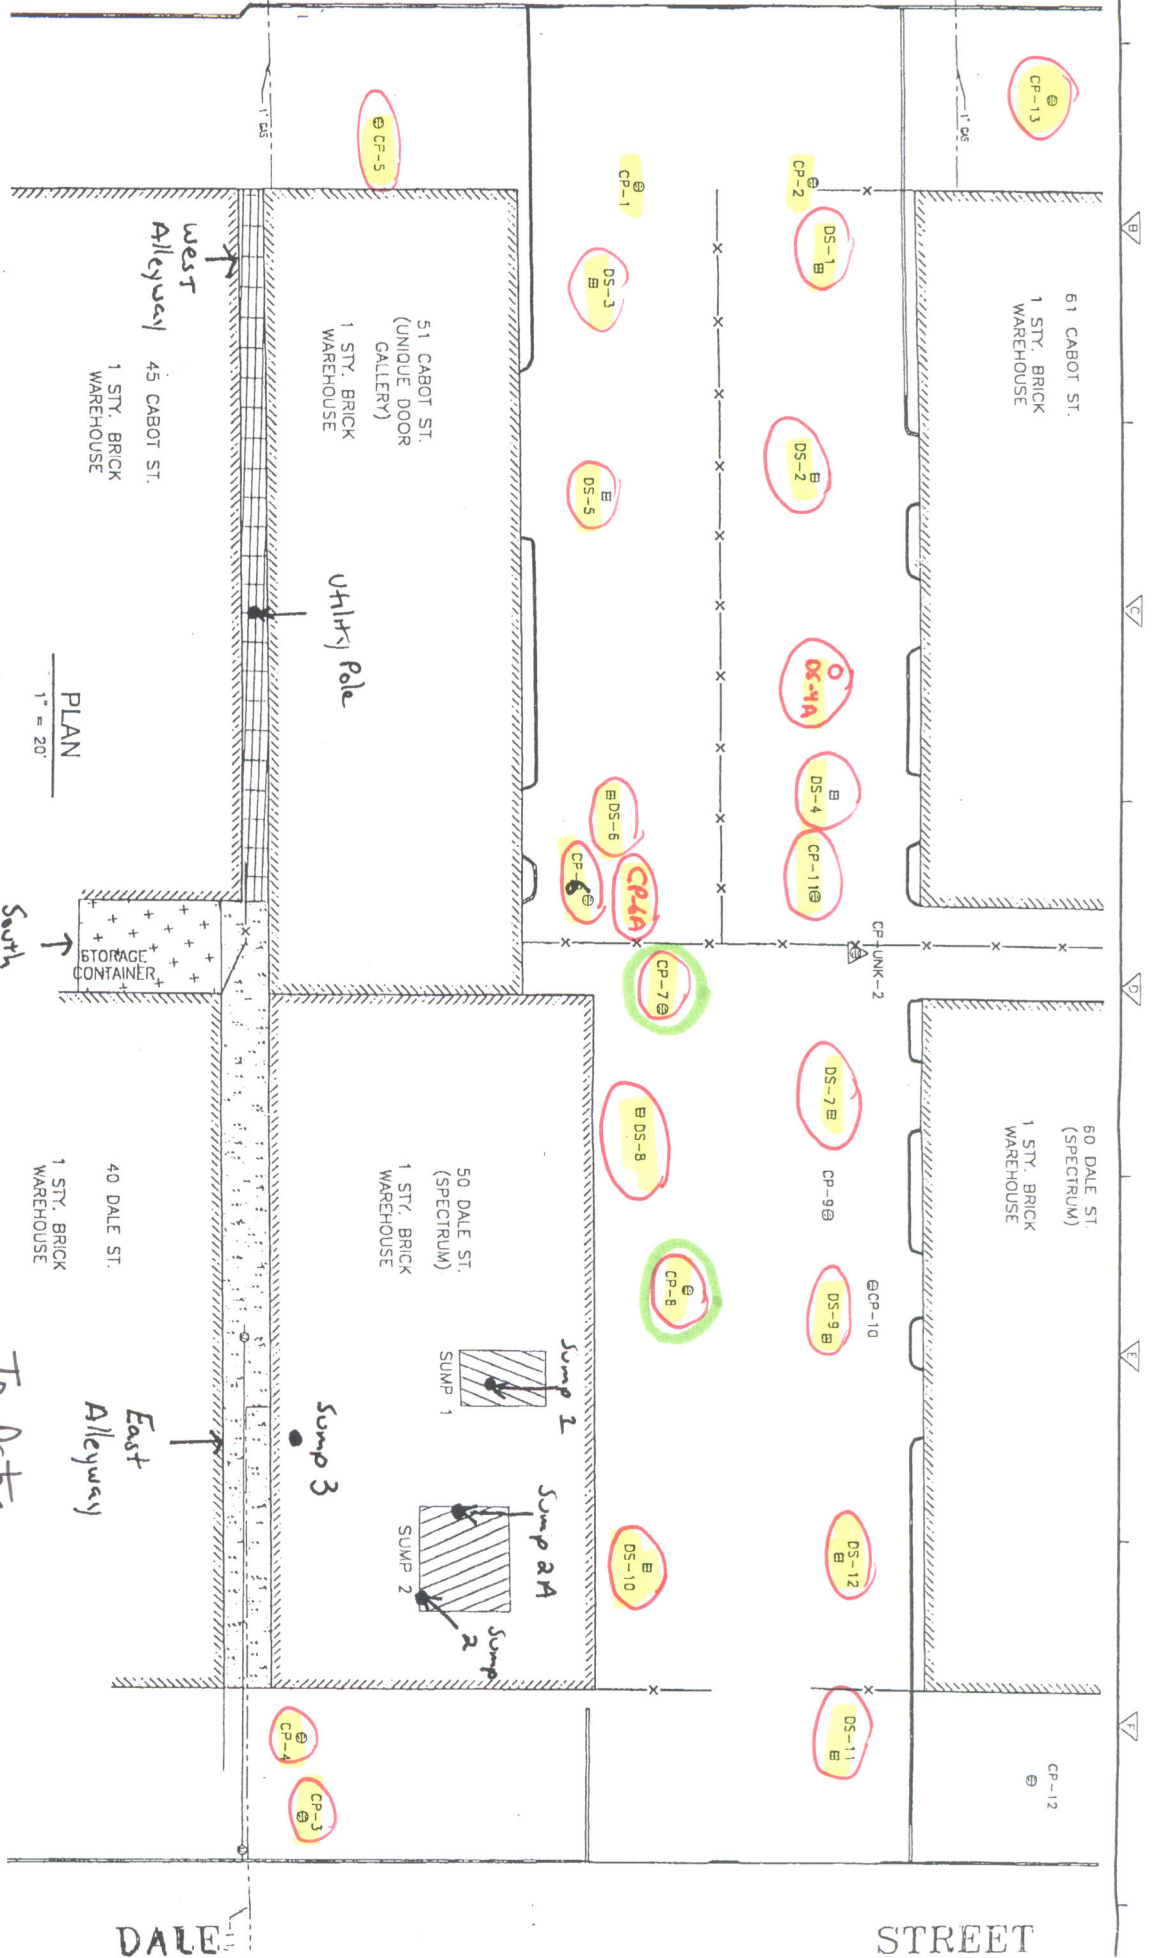 CP-13
1" GAS
1" GAS
CP-5
CP-1
CP-2
DS-1
DS-3
B
61 CABOT ST.
1 STY. BRICK
WAREHOUSE
51 CABOT ST.
(UNIQUE DOOR
GALLERY)
1 STY. BRICK
WAREHOUSE
West
Alleyway
45 CABOT ST.
1 STY. BRICK
WAREHOUSE
DS-2
DS-5
C
Utility Pole
DS-4A
DS-4
DS-6
CP-11
CP-6
CP6A
PLAN
1" = 20'
South
STORAGE
CONTAINER
CP-UNK-2
D
CP-7
DS-7
DS-8
CP-9
CP-8
CP-10
DS-9
60 DALE ST.
(SPECTRUM)
1 STY. BRICK
WAREHOUSE
50 DALE ST.
(SPECTRUM)
1 STY. BRICK
WAREHOUSE
40 DALE ST.
1 STY. BRICK
WAREHOUSE
E
Sump 1
SUMP 1
Sump 3
East
Alleyway
Sump 2A
SUMP 2
Sump
2
DS-10
DS-12
DS-11
F
CP-12
CP-4
CP-3
DALE STREET